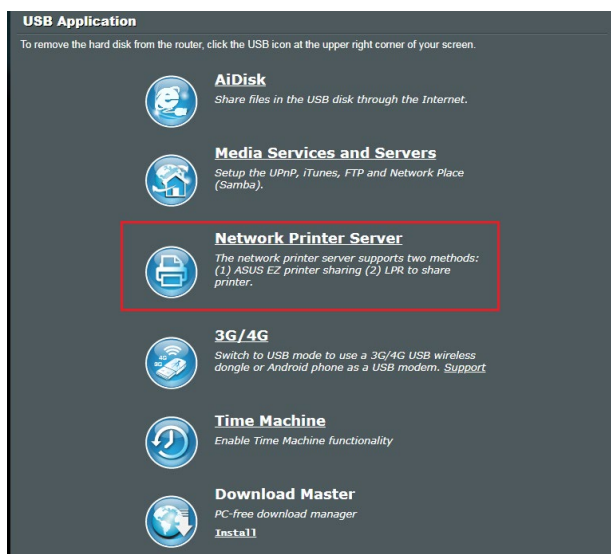 USB Application
To remove the hard disk from the router, click the USB icon at the upper right corner of your screen.
AiDisk
Share files in the USB disk through the Internet.
Media Services and Servers
Setup the UPnP, iTunes, FTP and Network Place
(Samba).
Network Printer Server
The network printer server supports two methods:
(1) ASUS EZ printer sharing (2) LPR to share
printer.
3G/4G
Switch to USB mode to use a 3G/4G USB wireless
dongle or Android phone as a USB modem. Support
Time Machine
Enable Time Machine functionality
Download Master
PC-free download manager
Install